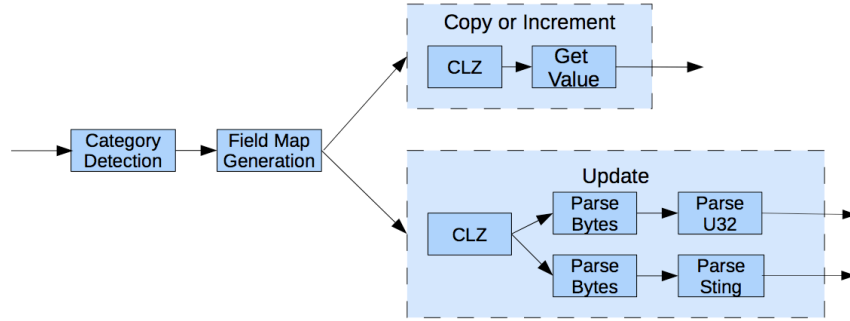 Copy or Increment
CLZ
Get
Value
Category
Detection
Field Map
Generation
Update
CLZ
Parse
Bytes
Parse
U32
Parse
Bytes
Parse
Sting